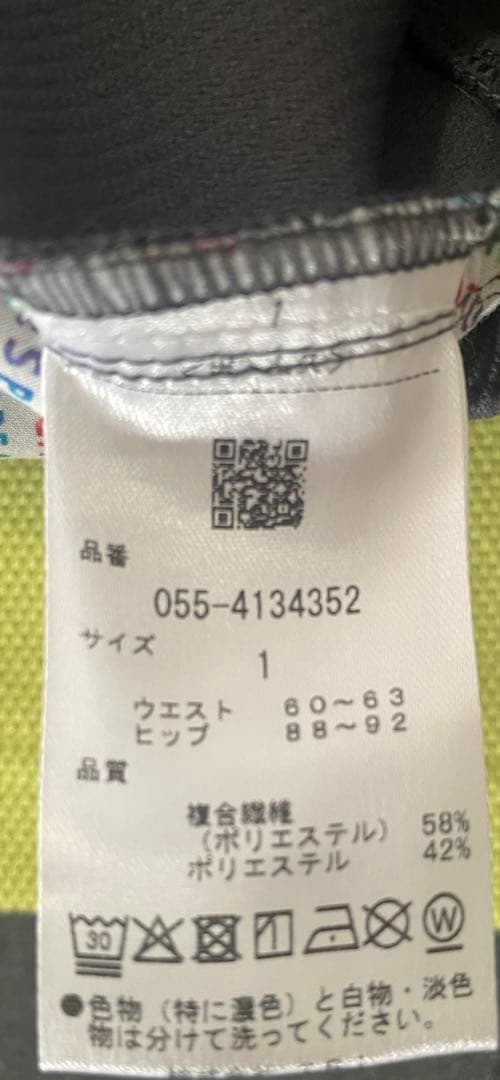 1
品番
055-4134352
サイズ
1
ウエスト 60〜63
ヒップ 88〜92
品質
複合繊維
(ポリエステル) 58%
ポリエステル 42%
30
W
●色物(特に濃色)と白物・淡色
物は分けて洗ってください。